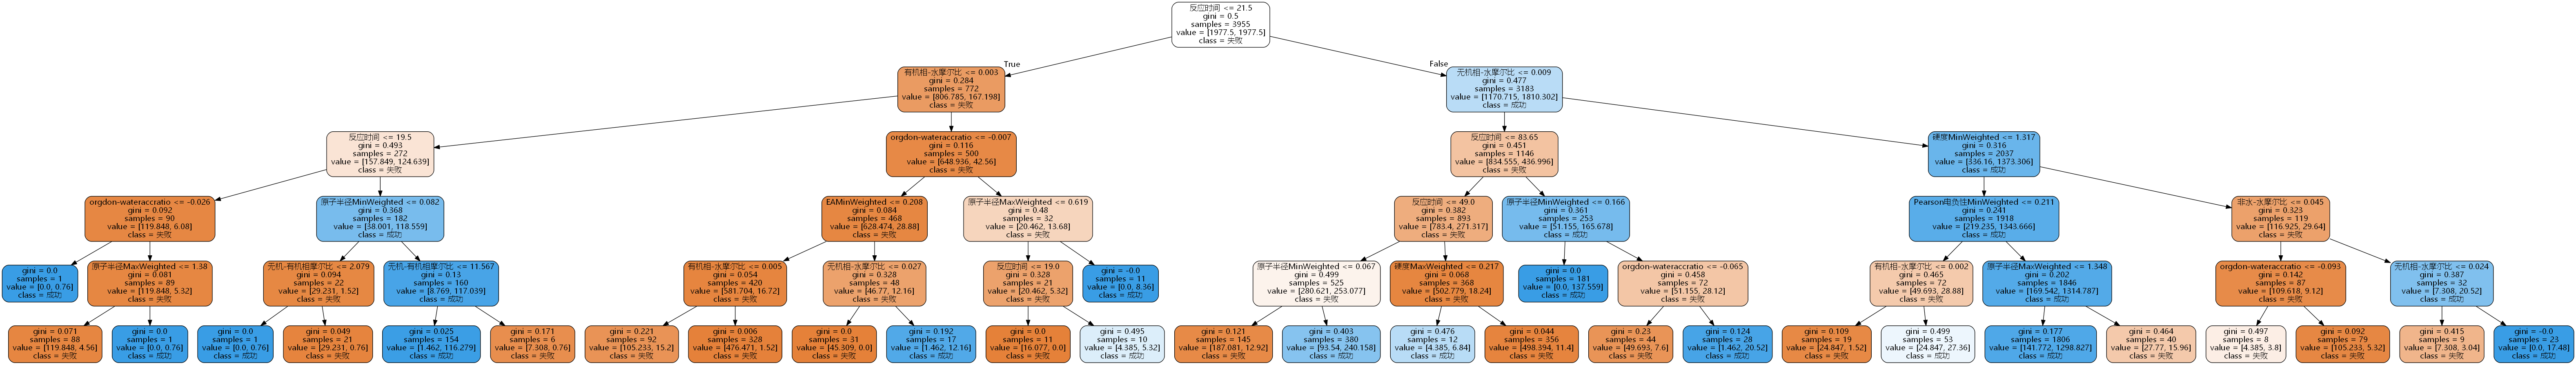 反应时间 <= 21.5
gini = 0.5
samples = 3955
value = [1977.5, 1977.5]
class = 失败
True
False
有机相-水摩尔比 <= 0.003
gini = 0.284
samples = 772
value = [806.785, 167.198]
class = 失败
无机相-水摩尔比 <= 0.009
gini = 0.477
samples = 3183
value = [1170.715, 1810.302]
class = 成功
反应时间 <= 19.5
gini = 0.493
samples = 272
value = [157.849, 124.639]
class = 失败
orgdon-wateraccratio <= -0.007
gini = 0.116
samples = 500
value = [648.936, 42.56]
class = 失败
反应时间 <= 83.65
gini = 0.451
samples = 1146
value = [834.555, 436.996]
class = 失败
硬度MinWeighted <= 1.317
gini = 0.316
samples = 2037
value = [336.16, 1373.306]
class = 成功
orgdon-wateraccratio <= -0.026
gini = 0.092
samples = 90
value = [119.848, 6.08]
class = 失败
原子半径MinWeighted <= 0.082
gini = 0.368
samples = 182
value = [38.001, 118.559]
class = 成功
EAMinWeighted <= 0.208
gini = 0.084
samples = 468
value = [628.474, 28.88]
class = 失败
原子半径MaxWeighted <= 0.619
gini = 0.48
samples = 32
value = [20.462, 13.68]
class = 失败
反应时间 <= 49.0
gini = 0.382
samples = 893
value = [783.4, 271.317]
class = 失败
原子半径MinWeighted <= 0.166
gini = 0.361
samples = 253
value = [51.155, 165.678]
class = 成功
Pearson电负性MinWeighted <= 0.211
gini = 0.241
samples = 1918
value = [219.235, 1343.666]
class = 成功
非水-水摩尔比 <= 0.045
gini = 0.323
samples = 119
value = [116.925, 29.64]
class = 失败
gini = 0.0
samples = 1
value = [0.0, 0.76]
class = 成功
原子半径MaxWeighted <= 1.38
gini = 0.081
samples = 89
value = [119.848, 5.32]
class = 失败
无机-有机相摩尔比 <= 2.079
gini = 0.094
samples = 22
value = [29.231, 1.52]
class = 失败
无机-有机相摩尔比 <= 11.567
gini = 0.13
samples = 160
value = [8.769, 117.039]
class = 成功
有机相-水摩尔比 <= 0.005
gini = 0.054
samples = 420
value = [581.704, 16.72]
class = 失败
无机相-水摩尔比 <= 0.027
gini = 0.328
samples = 48
value = [46.77, 12.16]
class = 失败
反应时间 <= 19.0
gini = 0.328
samples = 21
value = [20.462, 5.32]
class = 失败
gini = -0.0
samples = 11
value = [0.0, 8.36]
class = 成功
原子半径MinWeighted <= 0.067
gini = 0.499
samples = 525
value = [280.621, 253.077]
class = 失败
硬度MaxWeighted <= 0.217
gini = 0.068
samples = 368
value = [502.779, 18.24]
class = 失败
gini = 0.0
samples = 181
value = [0.0, 137.559]
class = 成功
orgdon-wateraccratio <= -0.065
gini = 0.458
samples = 72
value = [51.155, 28.12]
class = 失败
有机相-水摩尔比 <= 0.002
gini = 0.465
samples = 72
value = [49.693, 28.88]
class = 失败
原子半径MaxWeighted <= 1.348
gini = 0.202
samples = 1846
value = [169.542, 1314.787]
class = 成功
orgdon-wateraccratio <= -0.093
gini = 0.142
samples = 87
value = [109.618, 9.12]
class = 失败
无机相-水摩尔比 <= 0.024
gini = 0.387
samples = 32
value = [7.308, 20.52]
class = 成功
gini = 0.071
samples = 88
value = [119.848, 4.56]
class = 失败
gini = 0.0
samples = 1
value = [0.0, 0.76]
class = 成功
gini = 0.0
samples = 1
value = [0.0, 0.76]
class = 成功
gini = 0.049
samples = 21
value = [29.231, 0.76]
class = 失败
gini = 0.025
samples = 154
value = [1.462, 116.279]
class = 成功
gini = 0.171
samples = 6
value = [7.308, 0.76]
class = 失败
gini = 0.221
samples = 92
value = [105.233, 15.2]
class = 失败
gini = 0.006
samples = 328
value = [476.471, 1.52]
class = 失败
gini = 0.0
samples = 31
value = [45.309, 0.0]
class = 失败
gini = 0.192
samples = 17
value = [1.462, 12.16]
class = 成功
gini = 0.0
samples = 11
value = [16.077, 0.0]
class = 失败
gini = 0.495
samples = 10
value = [4.385, 5.32]
class = 成功
gini = 0.121
samples = 145
value = [187.081, 12.92]
class = 失败
gini = 0.403
samples = 380
value = [93.54, 240.158]
class = 成功
gini = 0.476
samples = 12
value = [4.385, 6.84]
class = 成功
gini = 0.044
samples = 356
value = [498.394, 11.4]
class = 失败
gini = 0.23
samples = 44
value = [49.693, 7.6]
class = 失败
gini = 0.124
samples = 28
value = [1.462, 20.52]
class = 成功
gini = 0.109
samples = 19
value = [24.847, 1.52]
class = 失败
gini = 0.499
samples = 53
value = [24.847, 27.36]
class = 成功
gini = 0.177
samples = 1806
value = [141.772, 1298.827]
class = 成功
gini = 0.464
samples = 40
value = [27.77, 15.96]
class = 失败
gini = 0.497
samples = 8
value = [4.385, 3.8]
class = 失败
gini = 0.092
samples = 79
value = [105.233, 5.32]
class = 失败
gini = 0.415
samples = 9
value = [7.308, 3.04]
class = 失败
gini = -0.0
samples = 23
value = [0.0, 17.48]
class = 成功